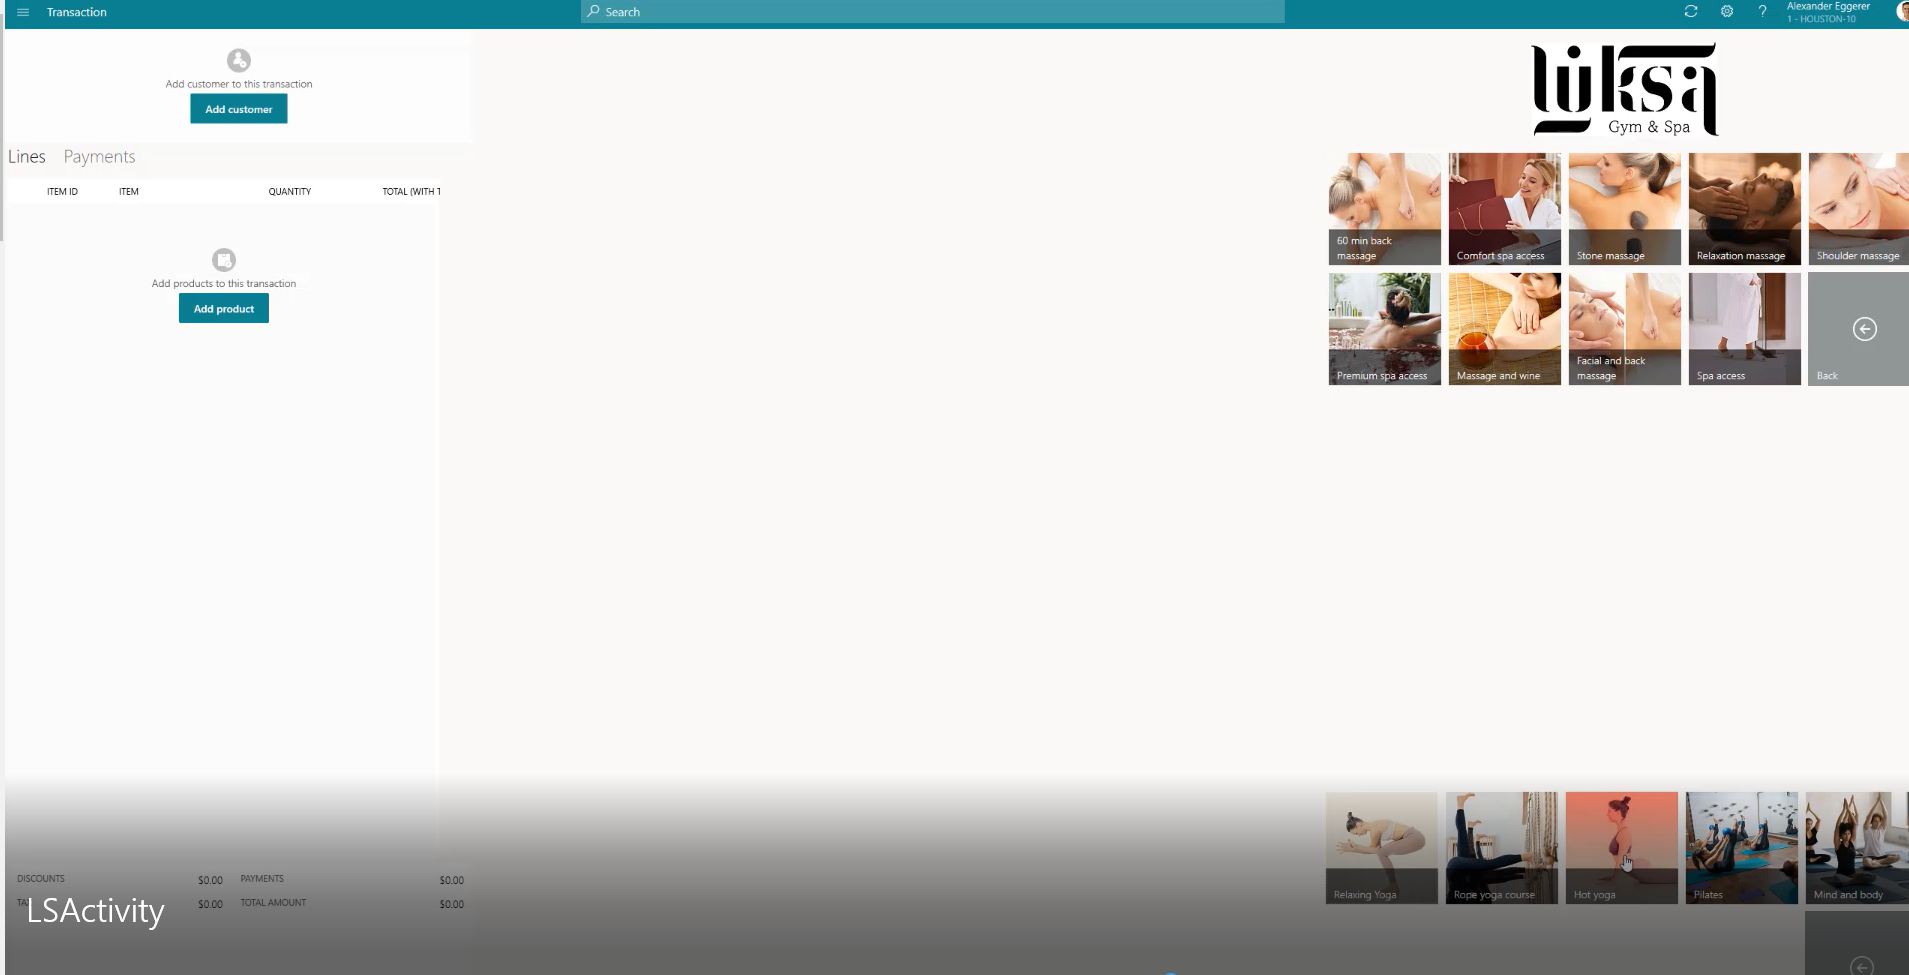 Transaction
Search
Alexander Eggerer
1 - HOUSTON-10
Add customer to this transaction
Add customer
lüksa
Gym & Spa
Lines Payments
ITEM ID ITEM QUANTITY TOTAL (WITH T
Add products to this transaction
Add product
60 min back
massage
Comfort spa access
Stone massage
Relaxation massage
Shoulder massage
Premium spa access
Massage and wine
Facial and back
massage
Spa access
Back
Relaxing Yoga
Rope yoga course
Hot yoga
Pilates
Mind and body
DISCOUNTS $0.00 PAYMENTS $0.00
$0.00 TOTAL AMOUNT $0.00
LSActivity